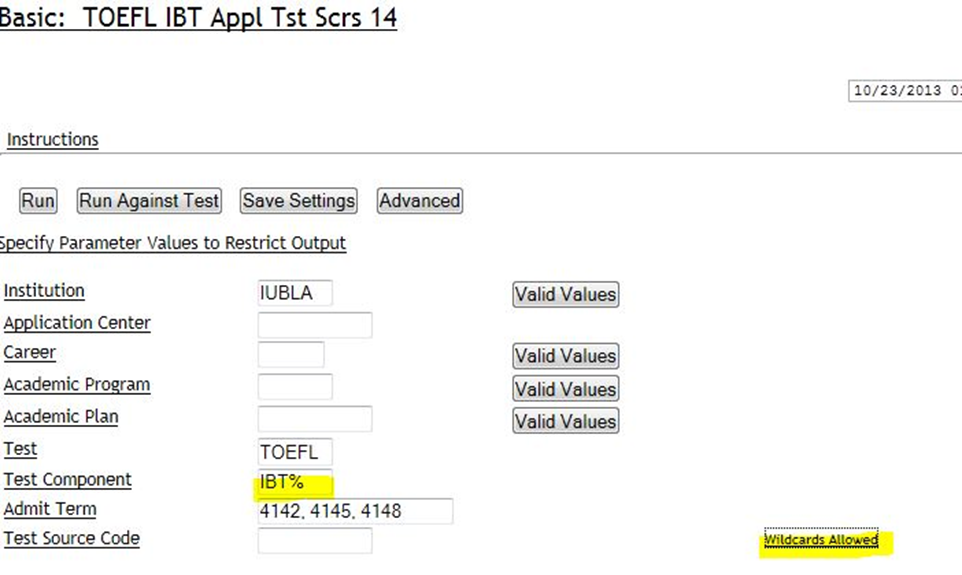 Basic: TOEFL IBT Appl Tst Scrs 14
10/23/2013
Instructions
Run Run Against Test Save Settings Advanced
Specify Parameter Values to Restrict Output
Institution IUBLA Valid Values
Application Center
Career Valid Values
Academic Program Valid Values
Academic Plan Valid Values
Test TOEFL
Test Component IBT%
Admit Term 4142, 4145, 4148
Test Source Code Wildcards Allowed